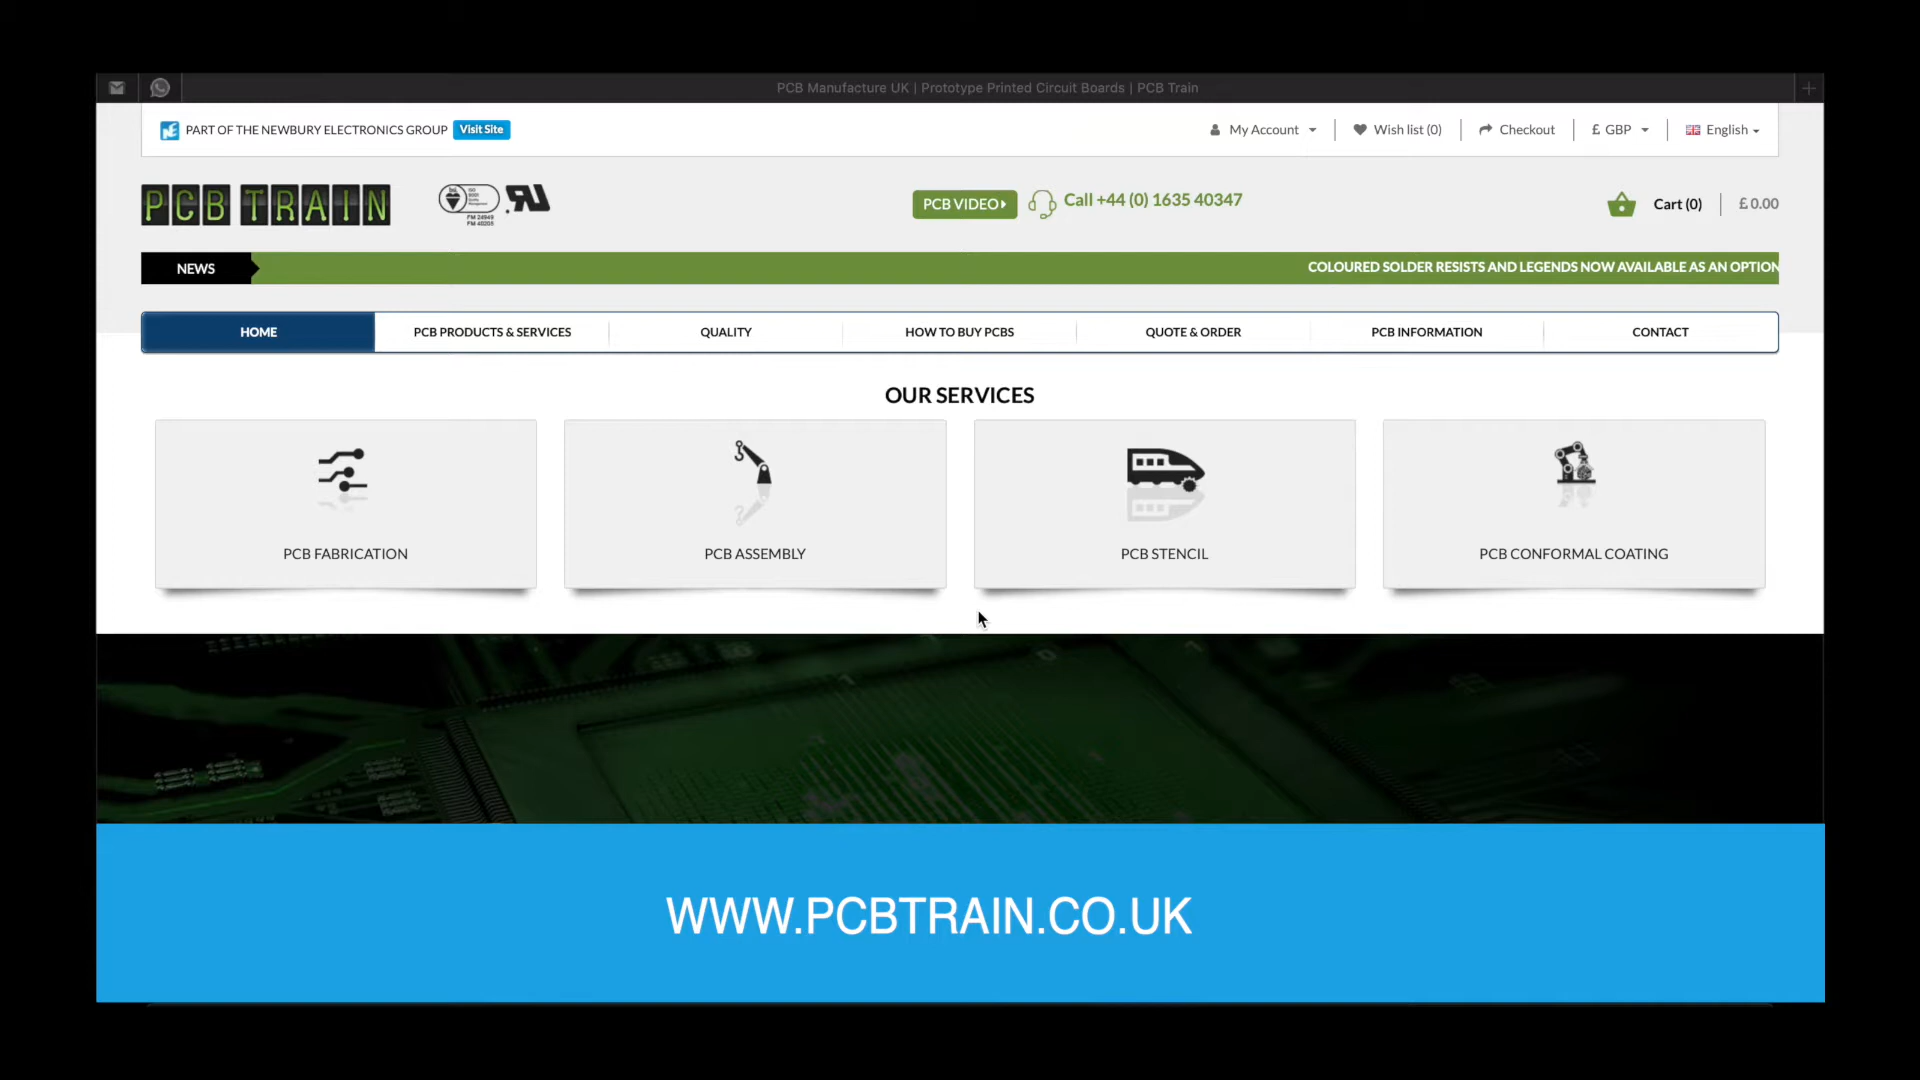 PCB Manufacture UK | Prototype Printed Circuit Boards | PCB Train
PART OF THE NEWBURY ELECTRONICS GROUP Visit Site
My Account
Wish list (0)
Checkout
£ GBP
English
PCB TRAIN
FM 24949
FM 40203
PCB VIDEO
Call +44 (0) 1635 40347
Cart (0)
£ 0.00
NEWS
COLOURED SOLDER RESISTS AND LEGENDS NOW AVAILABLE AS AN OPTION
HOME
PCB PRODUCTS & SERVICES
QUALITY
HOW TO BUY PCBS
QUOTE & ORDER
PCB INFORMATION
CONTACT
OUR SERVICES
PCB FABRICATION
PCB ASSEMBLY
PCB STENCIL
PCB CONFORMAL COATING
WWW.PCBTRAIN.CO.UK